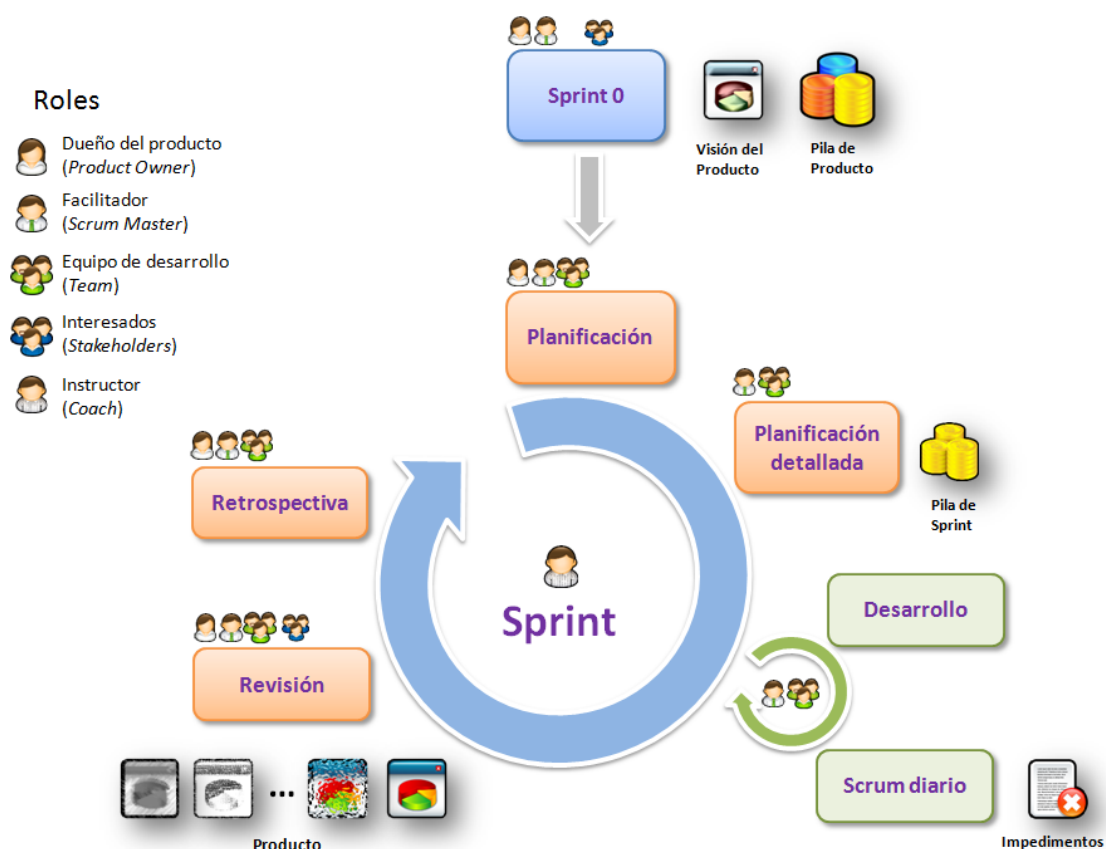 Roles
Dueño del producto
(Product Owner)
Facilitador
(Scrum Master)
Equipo de desarrollo
(Team)
Interesados
(Stakeholders)
Instructor
(Coach)
Sprint 0
Visión del
Producto
Pila de
Producto
Planificación
Planificación
detallada
Pila de
Sprint
Desarrollo
Scrum diario
Impedimentos
Sprint
Retrospectiva
Revisión
...
Producto